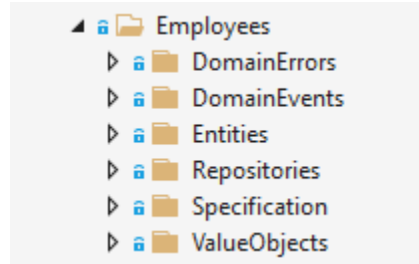 Employees
DomainErrors
DomainEvents
Entities
Repositories
Specification
ValueObjects